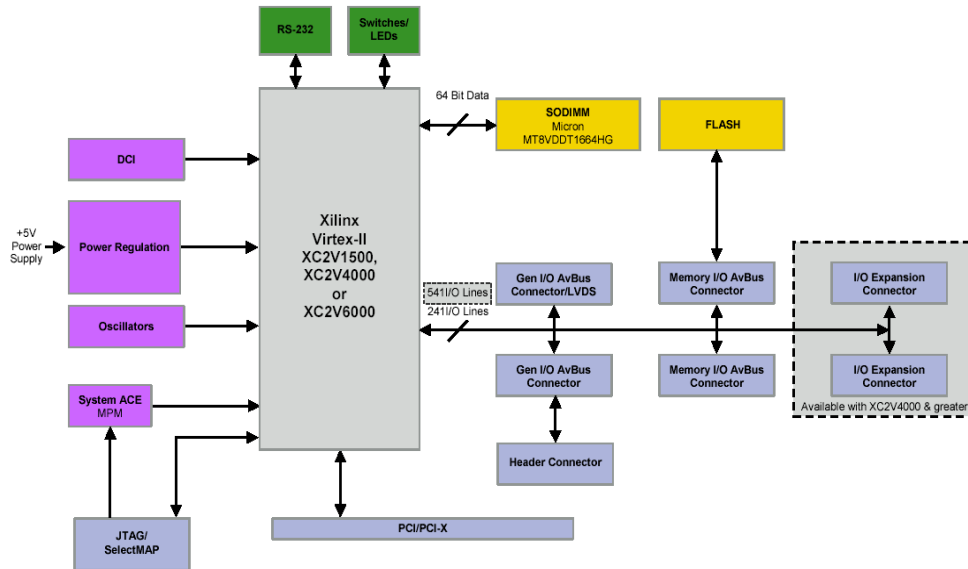 RS-232
Switches/
LEDs
64 Bit Data
SODIMM
Micron
MT8VDDT1664HG
FLASH
DCI
+5V
Power
Supply
Power Regulation
Xilinx
Virtex-II
XC2V1500,
XC2V4000
or
XC2V6000
Oscillators
541I/O Lines
241I/O Lines
Gen I/O AvBus
Connector/LVDS
Memory I/O AvBus
Connector
I/O Expansion
Connector
Gen I/O AvBus
Connector
Memory I/O AvBus
Connector
I/O Expansion
Connector
Available with XC2V4000 & greater
System ACE
MPM
Header Connector
JTAG/
SelectMAP
PCI/PCI-X